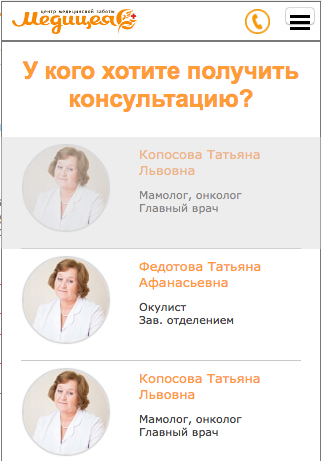 центр медицинской заботы
Медицея
У кого хотите получить
консультацию?
Копосова Татьяна
Львовна
Мамолог, онколог
Главный врач
Федотова Татьяна
Афанасьевна
Окулист
Зав. отделением
Копосова Татьяна
Львовна
Мамолог, онколог
Главный врач